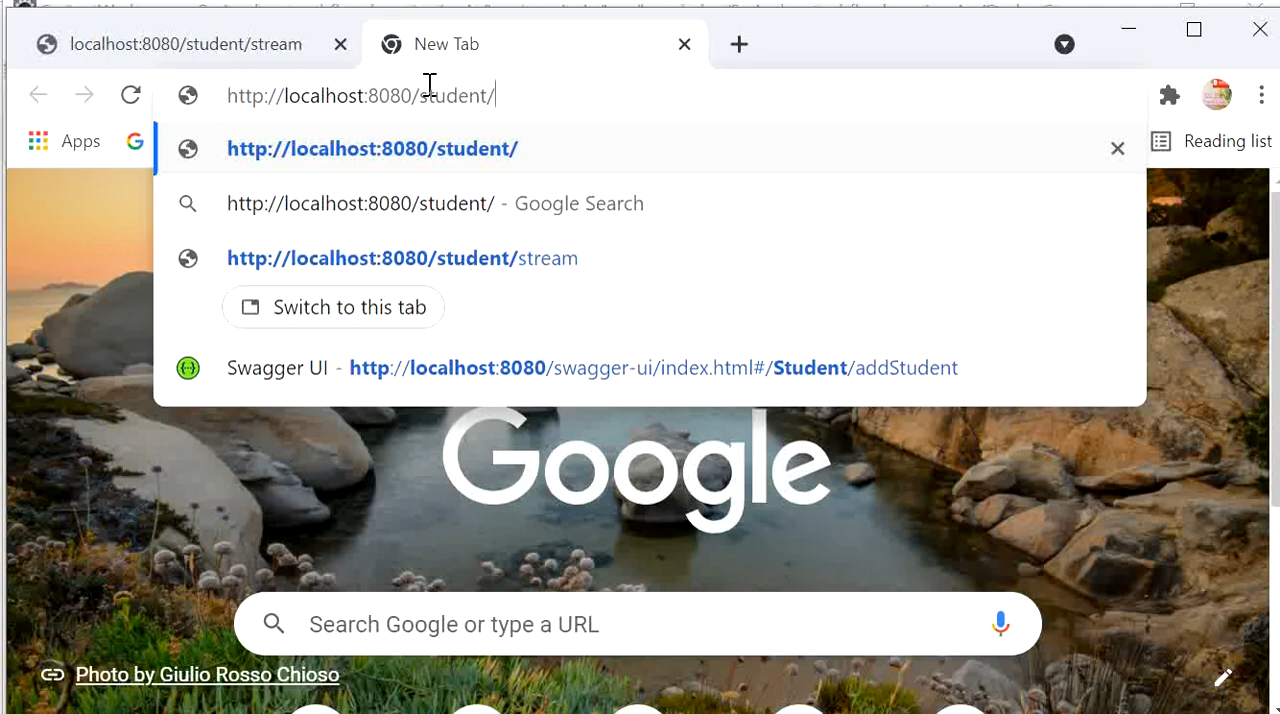 localhost:8080/student/stream
New Tab
http://localhost:8080/student/
Apps
Reading list
http://localhost:8080/student/
http://localhost:8080/student/ - Google Search
http://localhost:8080/student/stream
Switch to this tab
Swagger UI - http://localhost:8080/swagger-ui/index.html#/Student/addStudent
Google
Search Google or type a URL
Photo by Giulio Rosso Chioso